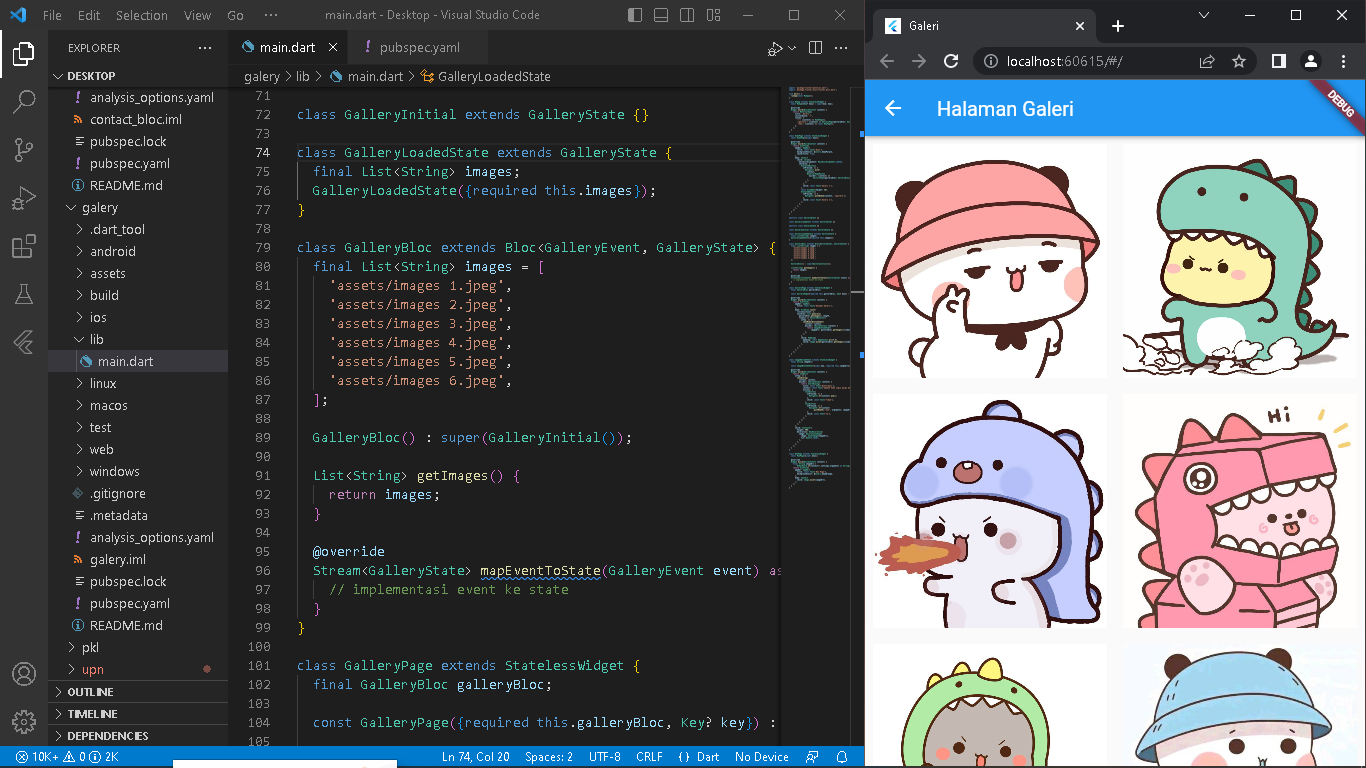 File Edit Selection View Go ··· main.dart - Desktop - Visual Studio Code
EXPLORER ···
DESKTOP
analysis_options.yaml
connect_bloc.iml
pubspec.lock
pubspec.yaml
README.md
galery
.dart_tool
android
assets
build
ios
lib
main.dart
linux
macos
test
web
windows
.gitignore
.metadata
analysis_options.yaml
galery.iml
pubspec.lock
pubspec.yaml
README.md
pkl
upn
OUTLINE
TIMELINE
DEPENDENCIES
main.dart
pubspec.yaml
galery > lib > main.dart > GalleryLoadedState
71
72 class GalleryInitial extends GalleryState {}
73
74 class GalleryLoadedState extends GalleryState {
75 final List<String> images;
76 GalleryLoadedState({required this.images});
77 }
78
79 class GalleryBloc extends Bloc<GalleryEvent, GalleryState> {
80 final List<String> images = [
81 'assets/images 1.jpeg',
82 'assets/images 2.jpeg',
83 'assets/images 3.jpeg',
84 'assets/images 4.jpeg',
85 'assets/images 5.jpeg',
86 'assets/images 6.jpeg',
87 ];
88
89 GalleryBloc() : super(GalleryInitial());
90
91 List<String> getImages() {
92 return images;
93 }
94
95 @override
96 Stream<GalleryState> mapEventToState(GalleryEvent event) as
97 // implementasi event ke state
98 }
99 }
100
101 class GalleryPage extends StatelessWidget {
102 final GalleryBloc galleryBloc;
103
104 const GalleryPage({required this.galleryBloc, Key? key}) :
105
10K+ 0 2K Ln 74, Col 20 Spaces: 2 UTF-8 CRLF {} Dart No Device
Galeri
localhost:60615/#/
Halaman Galeri
DEBUG
Hi